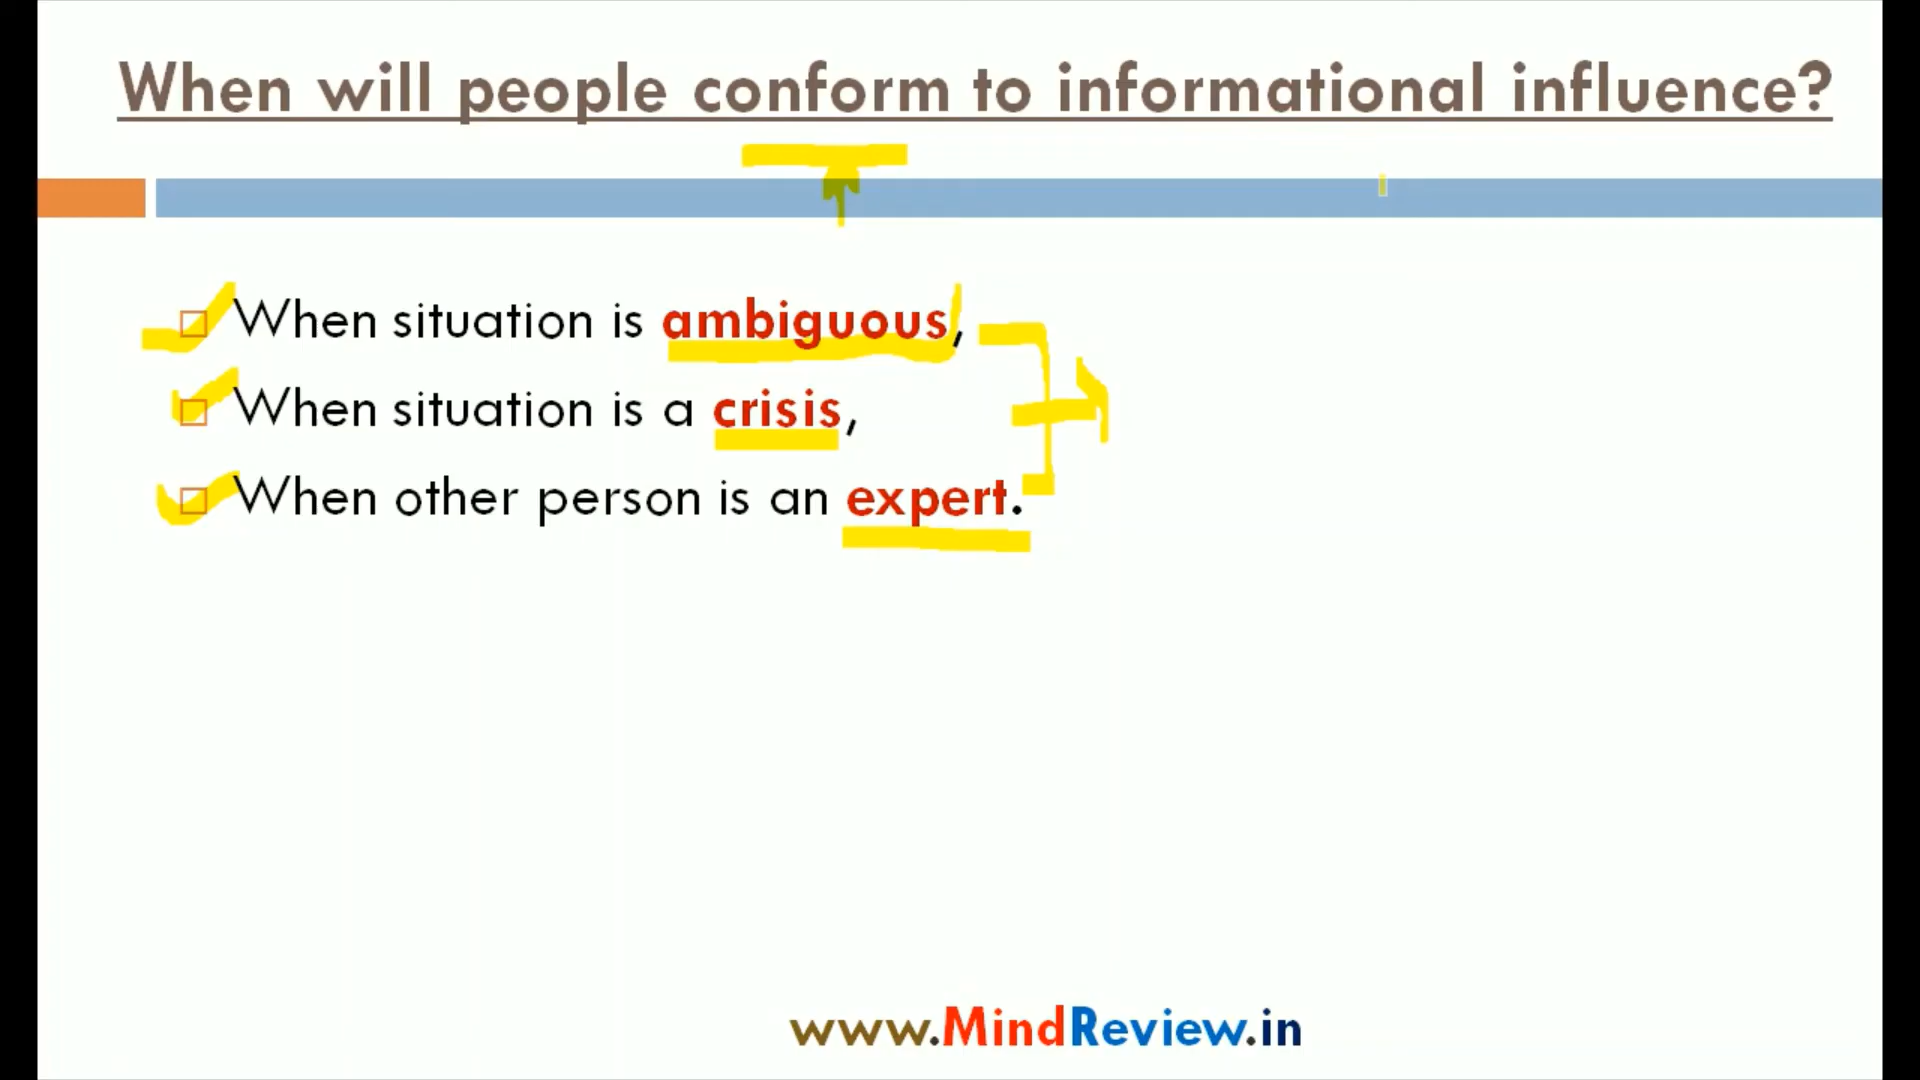 When will people conform to informational influence?
When situation is ambiguous,
When situation is a crisis,
When other person is an expert.
www.MindReview.in